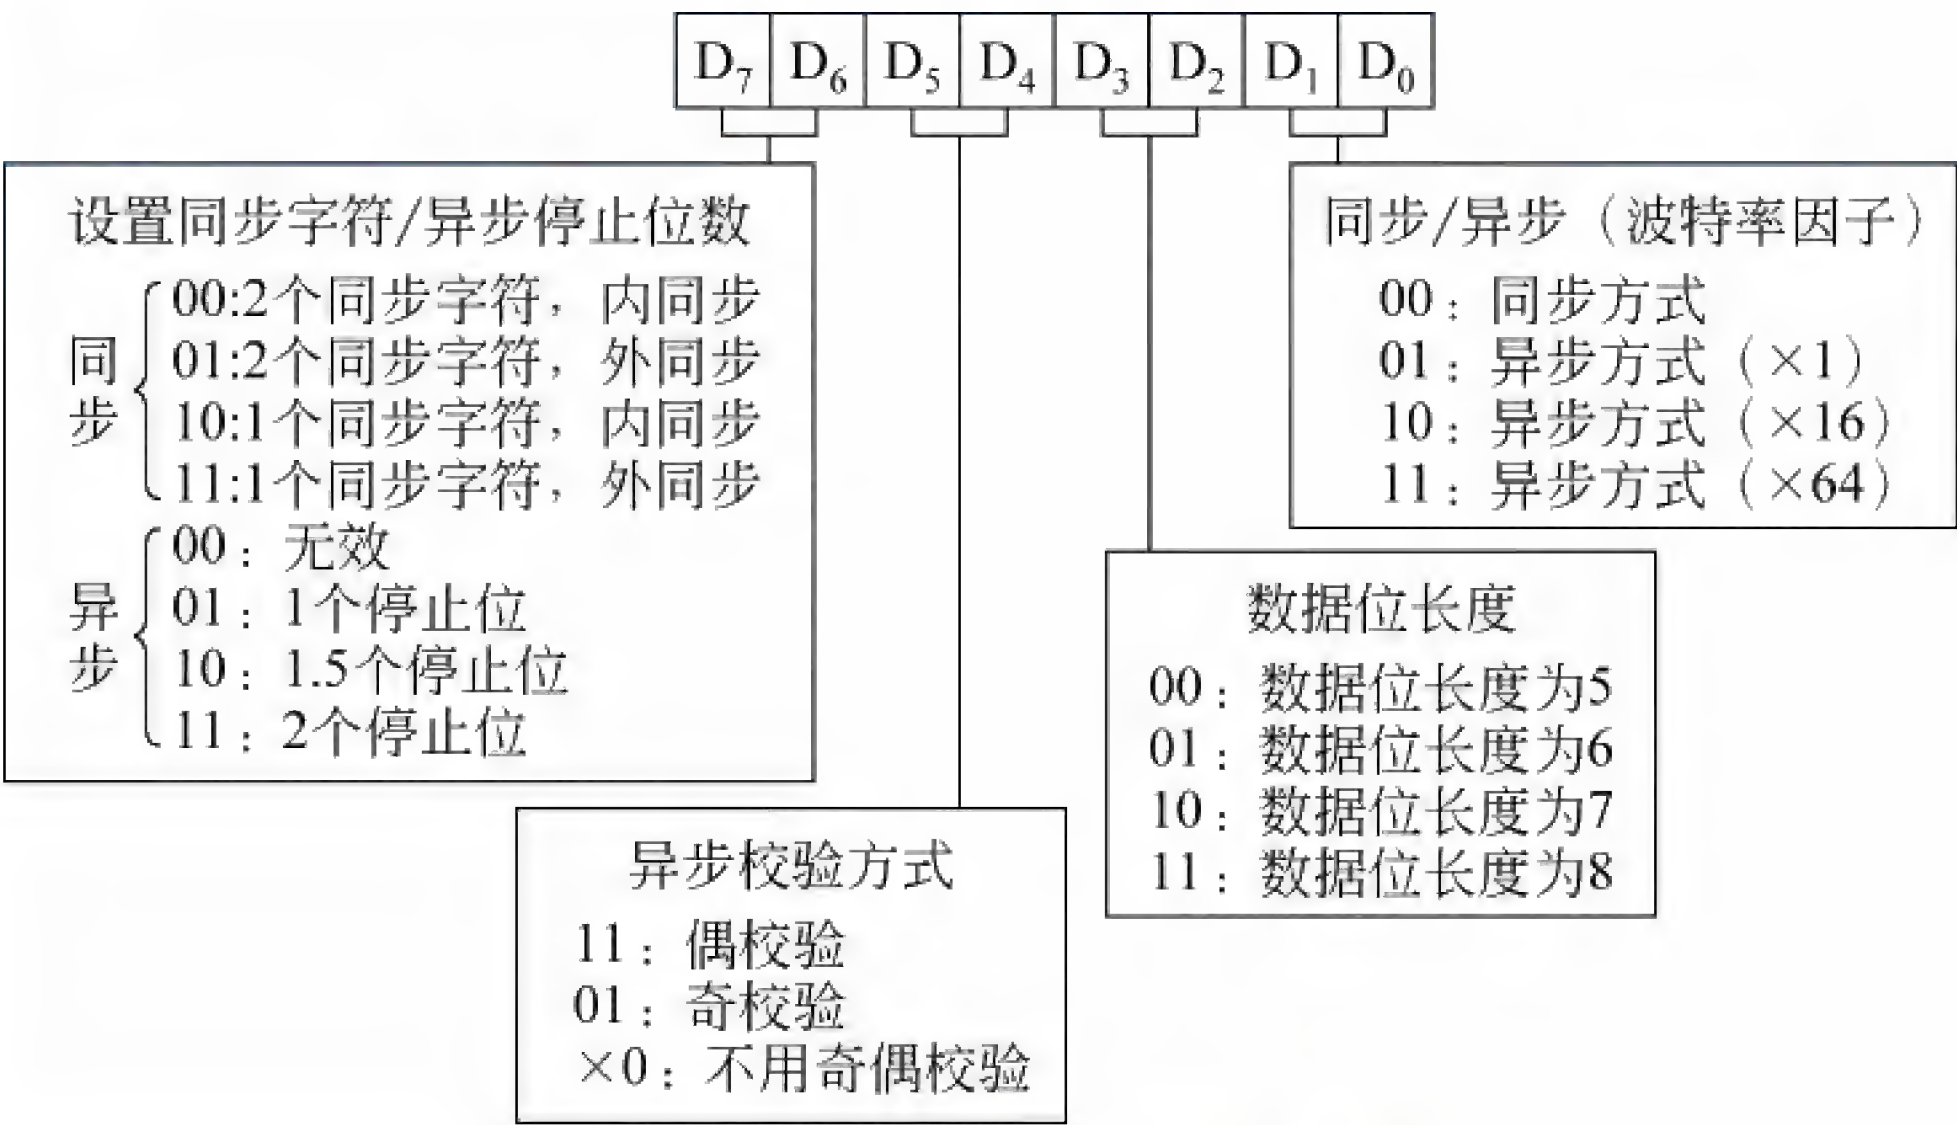 D7 D6 D5 D4 D3 D2 D1 D0
设置同步字符/异步停止位数
同步
00:2个同步字符，内同步
01:2个同步字符，外同步
10:1个同步字符，内同步
11:1个同步字符，外同步
异步
00：无效
01：1个停止位
10：1.5个停止位
11：2个停止位
同步/异步（波特率因子）
00：同步方式
01：异步方式（×1）
10：异步方式（×16）
11：异步方式（×64）
数据位长度
00：数据位长度为5
01：数据位长度为6
10：数据位长度为7
11：数据位长度为8
异步校验方式
11：偶校验
01：奇校验
×0：不用奇偶校验